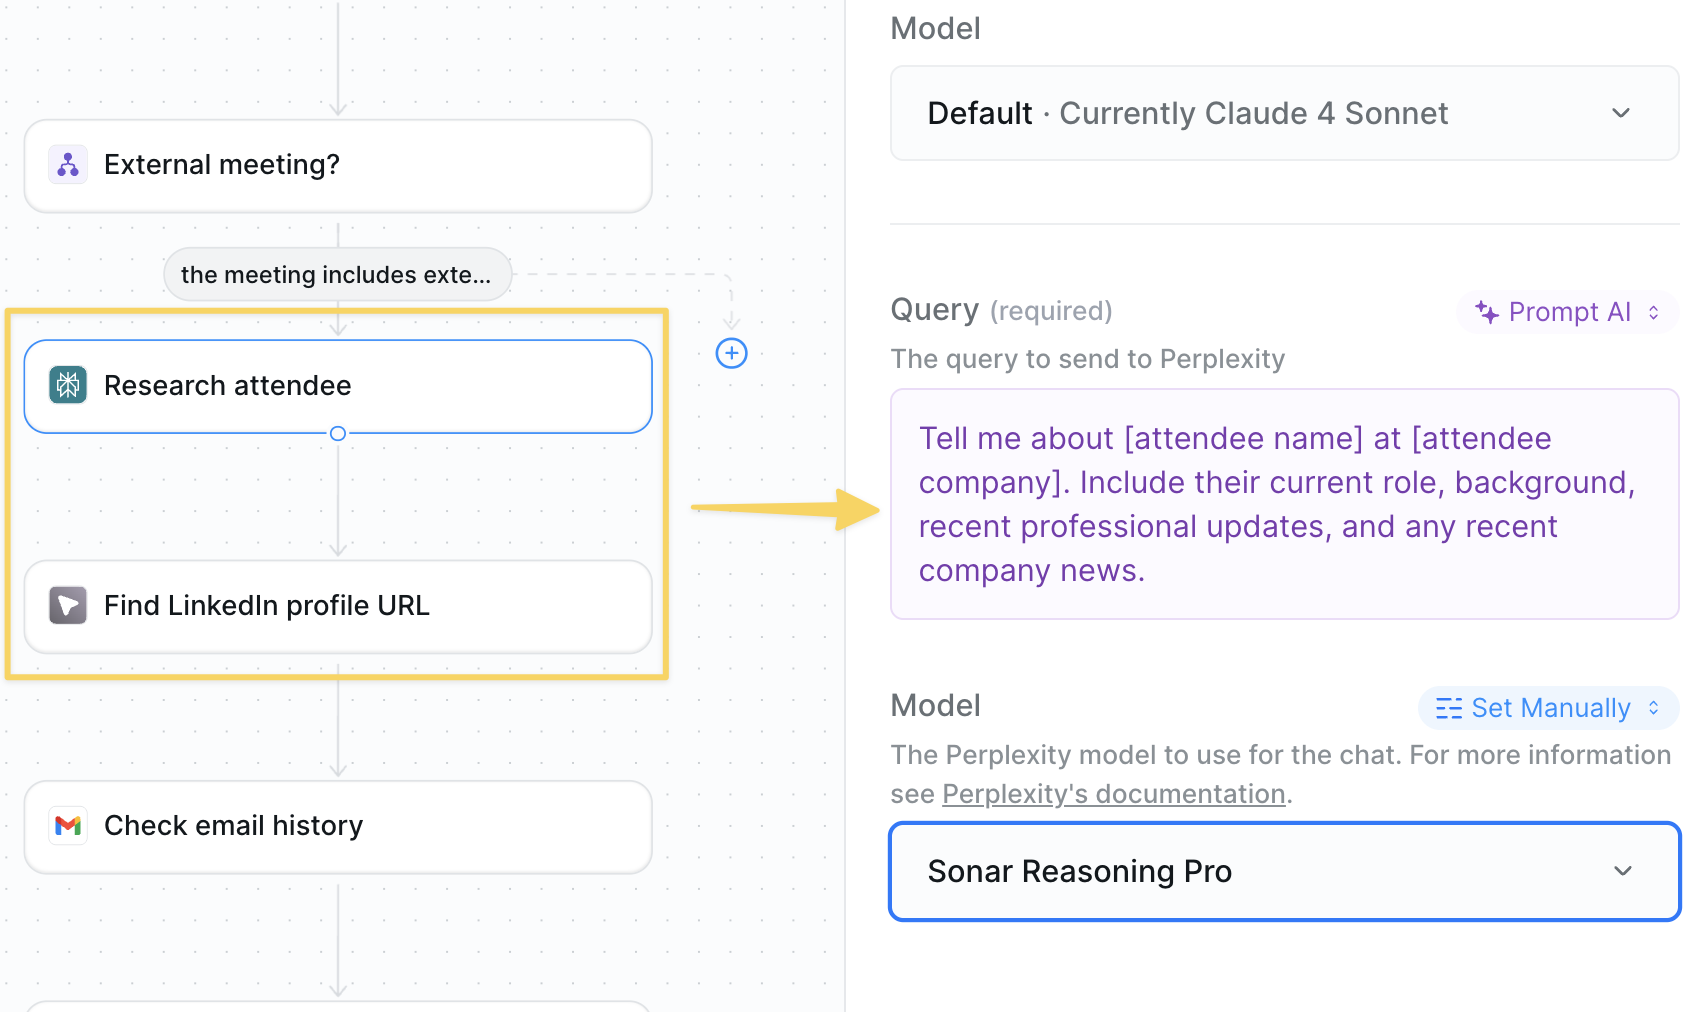 External meeting?
the meeting includes exte...
Research attendee
Find LinkedIn profile URL
Check email history
Model
Default · Currently Claude 4 Sonnet
Query (required)
Prompt AI
The query to send to Perplexity
Tell me about [attendee name] at [attendee
company]. Include their current role, background,
recent professional updates, and any recent
company news.
Model
Set Manually
The Perplexity model to use for the chat. For more information
see Perplexity's documentation.
Sonar Reasoning Pro